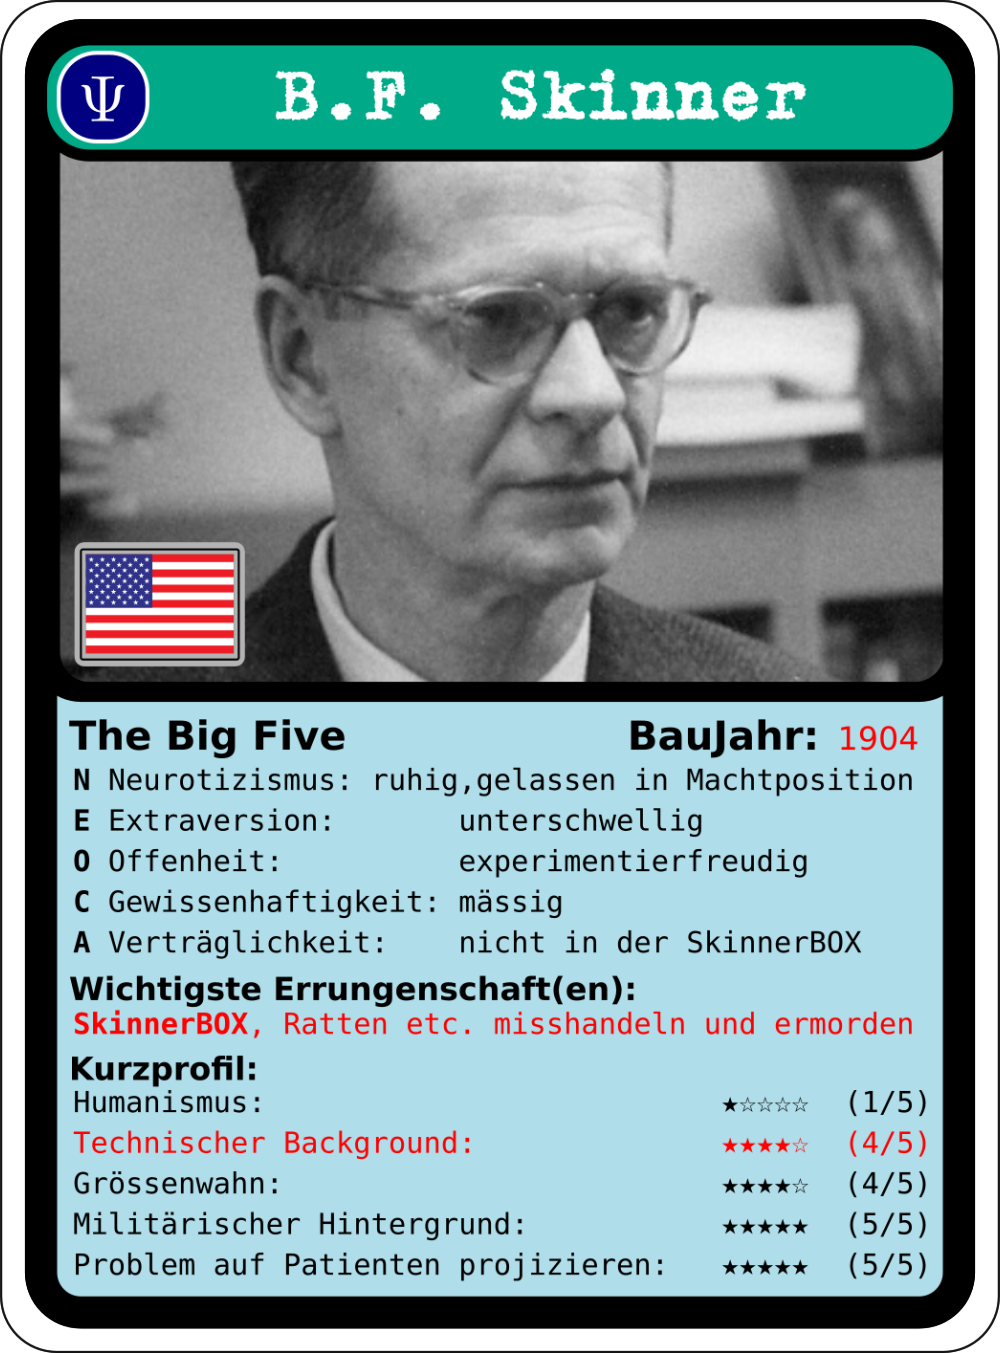 Ψ B.F. Skinner
The Big Five BauJahr: 1904
N Neurotizismus: ruhig,gelassen in Machtposition
E Extraversion: unterschwellig
O Offenheit: experimentierfreudig
C Gewissenhaftigkeit: mässig
A Verträglichkeit: nicht in der SkinnerBOX
Wichtigste Errungenschaft(en):
SkinnerBOX, Ratten etc. misshandeln und ermorden
Kurzprofil:
Humanismus: ★☆☆☆☆ (1/5)
Technischer Background: ★★★★☆ (4/5)
Grössenwahn: ★★★★☆ (4/5)
Militärischer Hintergrund: ★★★★★ (5/5)
Problem auf Patienten projizieren: ★★★★★ (5/5)